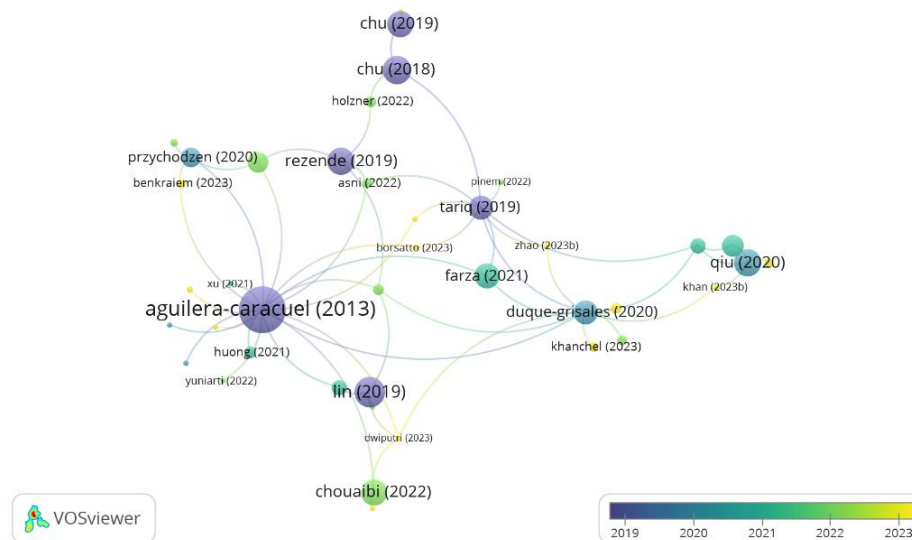 chu (2019)
chu (2018)
holzner (2022)
przychodzen (2020)
rezende (2019)
benkraiem (2023)
asni (2022)
pinem (2022)
tariq (2019)
borsatto (2023)
zhao (2023b)
farza (2021)
qiu (2020)
xu (2021)
khan (2023b)
aguilera-caracuel (2013)
duque-grisales (2020)
huong (2021)
khanchel (2023)
yuniarti (2022)
lin (2019)
dwiputri (2023)
chouaibi (2022)
VOSviewer
2019 2020 2021 2022 2023